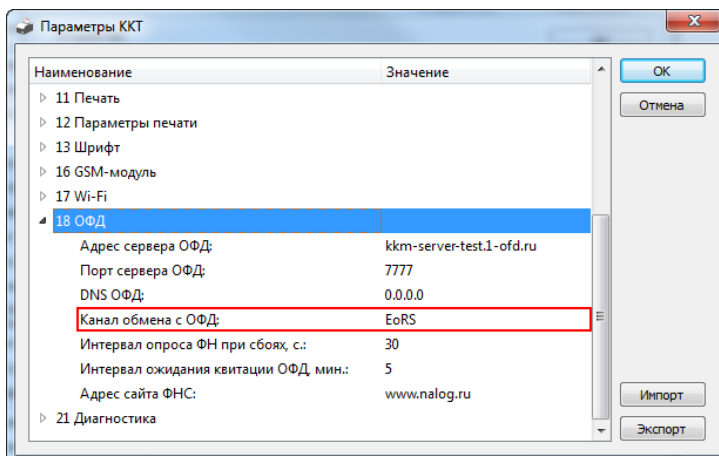 Параметры ККТ
Наименование Значение
11 Печать
12 Параметры печати
13 Шрифт
16 GSM-модуль
17 Wi-Fi
18 ОФД
Адрес сервера ОФД: kkm-server-test.1-ofd.ru
Порт сервера ОФД: 7777
DNS ОФД: 0.0.0.0
Канал обмена с ОФД: EoRS
Интервал опроса ФН при сбоях, с.: 30
Интервал ожидания квитации ОФД, мин.: 5
Адрес сайта ФНС: www.nalog.ru
21 Диагностика
OK
Отмена
Импорт
Экспорт